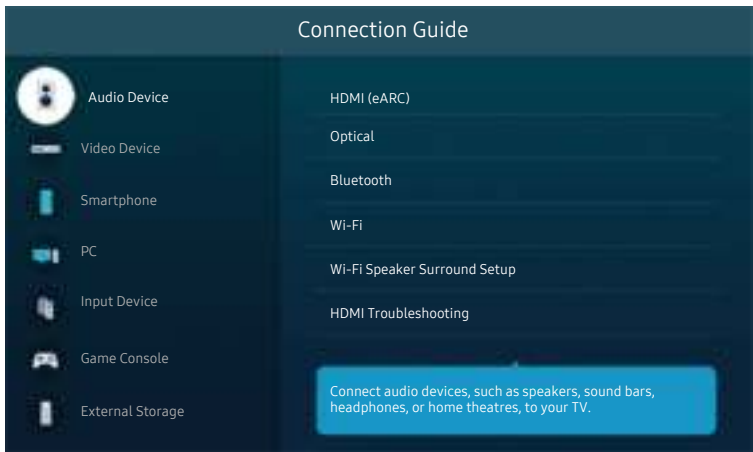 Connection Guide
Audio Device
Video Device
Smartphone
PC
Input Device
Game Console
External Storage
HDMI (eARC)
Optical
Bluetooth
Wi-Fi
Wi-Fi Speaker Surround Setup
HDMI Troubleshooting
Connect audio devices, such as speakers, sound bars,
headphones, or home theatres, to your TV.